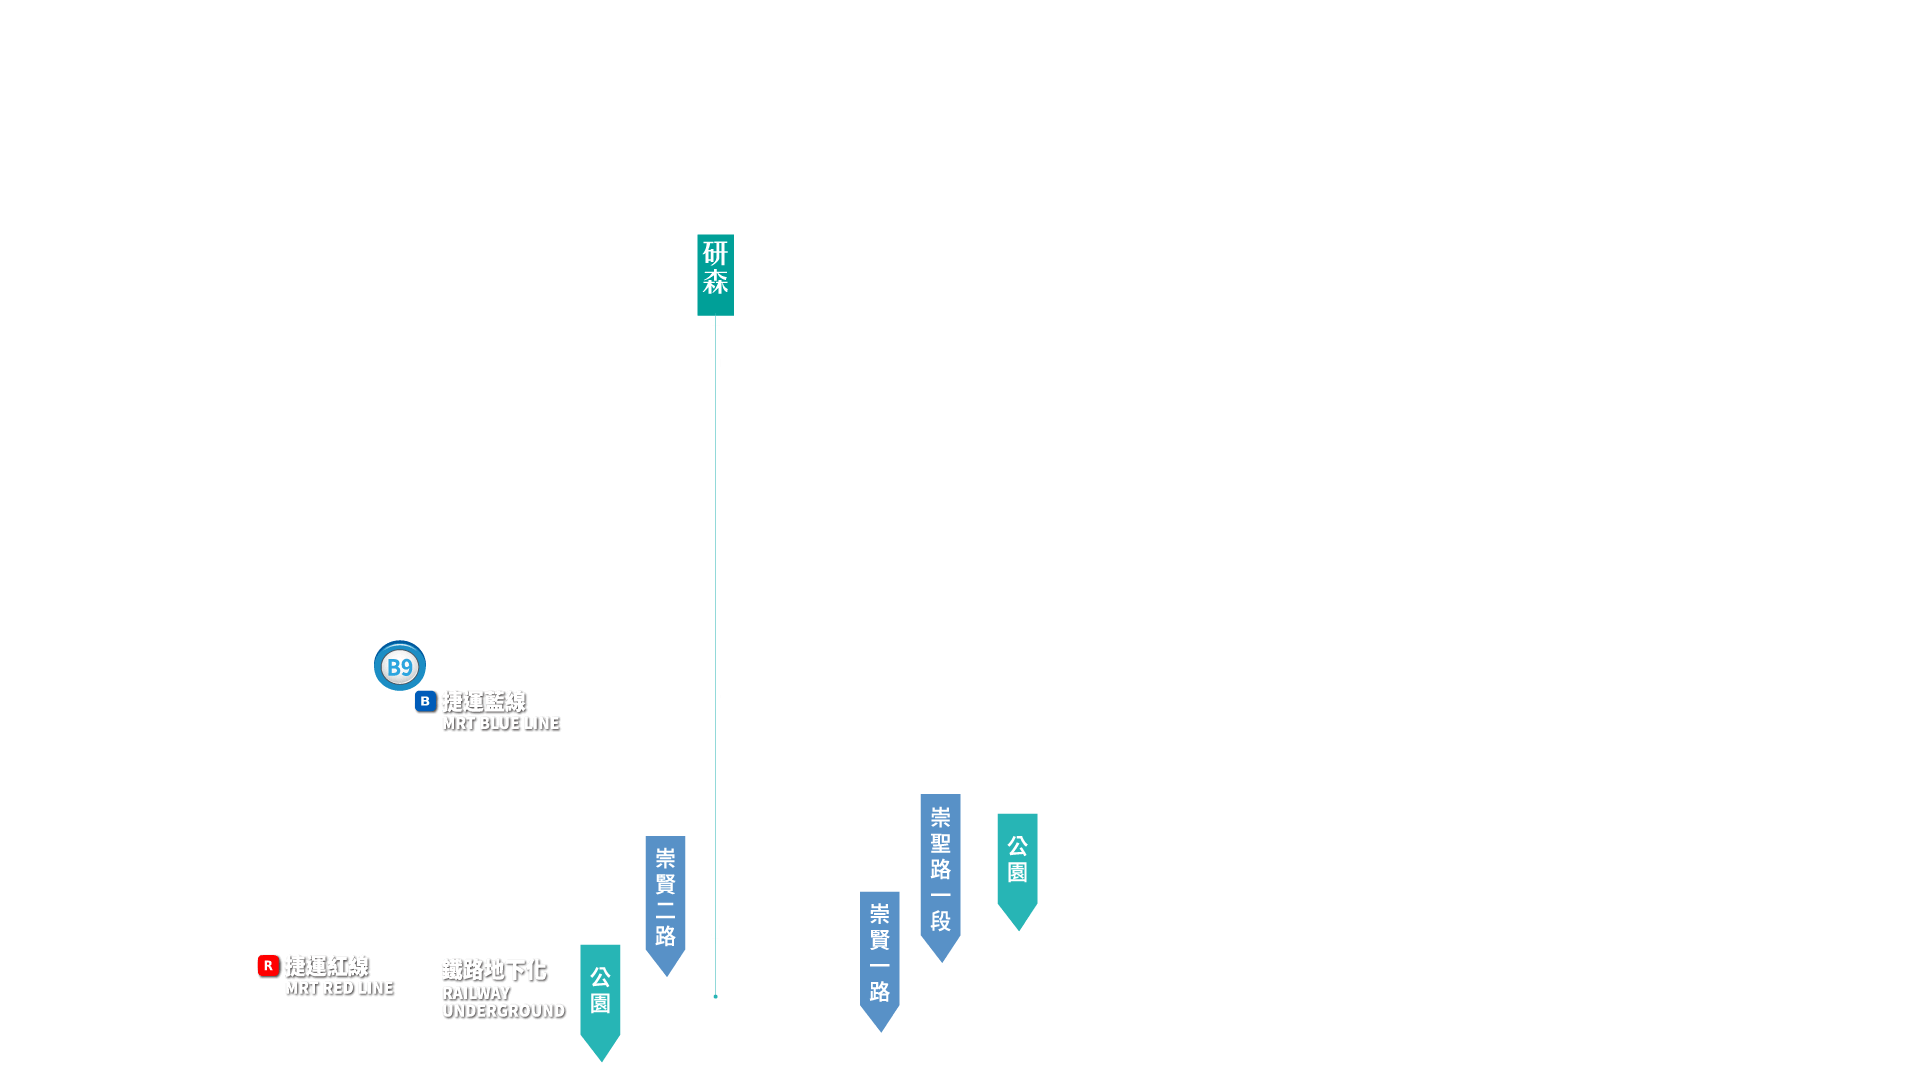 研森
B9
B 捷運藍線
MRT BLUE LINE
崇聖路一段
公園
崇賢二路
崇賢一路
R 捷運紅線
MRT RED LINE
鐵路地下化
RAILWAY
UNDERGROUND
公園